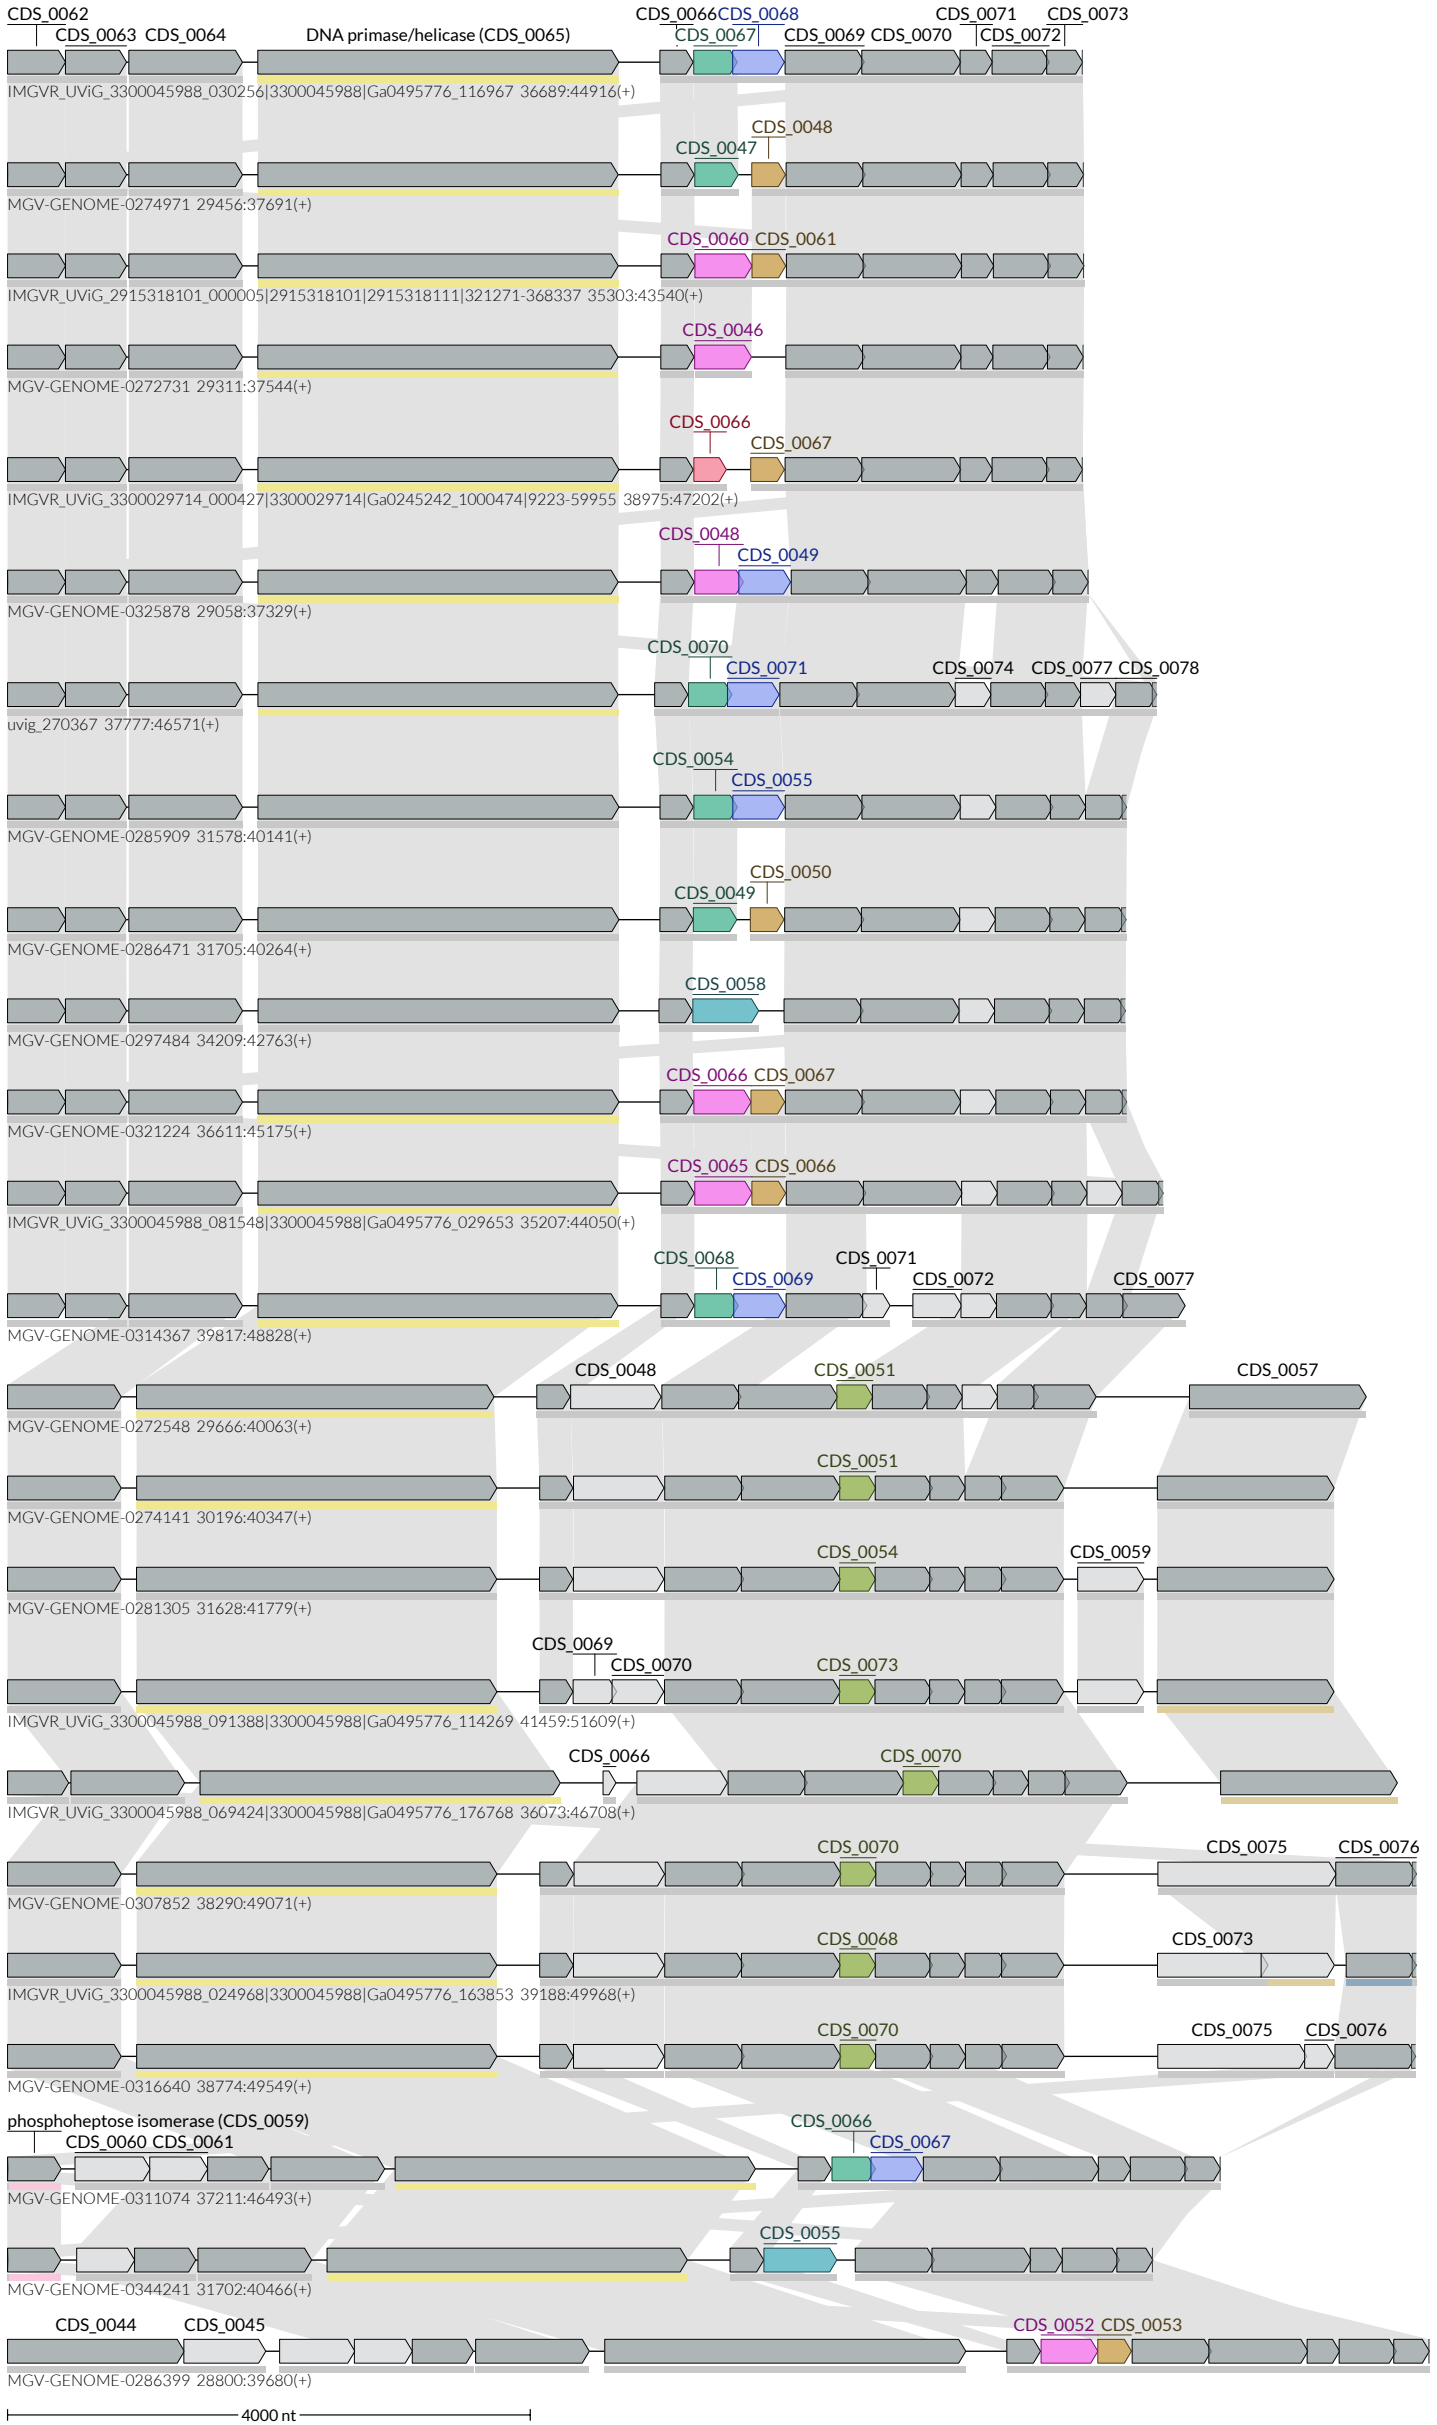 CDS_0062 CDS_0066 CDS_0068 CDS_0071 CDS_0073
CDS_0063 CDS_0064 DNA primase/helicase (CDS_0065) CDS_0067 CDS_0069 CDS_0070 CDS_0072
IMGVR_UViG_3300045988_030256|3300045988|Ga0495776_116967 36689:44916(+)
CDS_0048
CDS_0047
MGV-GENOME-0274971 29456:37691(+)
CDS_0060 CDS_0061
IMGVR_UViG_2915318101_000005|2915318101|2915318111|321271-368337 35303:43540(+)
CDS_0046
MGV-GENOME-0272731 29311:37544(+)
CDS_0066
CDS_0067
IMGVR_UViG_3300029714_000427|3300029714|Ga0245242_1000474|9223-59955 38975:47202(+)
CDS_0048
CDS_0049
MGV-GENOME-0325878 29058:37329(+)
CDS_0070
CDS_0071 CDS_0074 CDS_0077 CDS_0078
uvig_270367 37777:46571(+)
CDS_0054
CDS_0055
MGV-GENOME-0285909 31578:40141(+)
CDS_0050
CDS_0049
MGV-GENOME-0286471 31705:40264(+)
CDS_0058
MGV-GENOME-0297484 34209:42763(+)
CDS_0066 CDS_0067
MGV-GENOME-0321224 36611:45175(+)
CDS_0065 CDS_0066
IMGVR_UViG_3300045988_081548|3300045988|Ga0495776_029653 35207:44050(+)
CDS_0068 CDS_0071
CDS_0069 CDS_0072 CDS_0077
MGV-GENOME-0314367 39817:48828(+)
CDS_0048 CDS_0051 CDS_0057
MGV-GENOME-0272548 29666:40063(+)
CDS_0051
MGV-GENOME-0274141 30196:40347(+)
CDS_0054 CDS_0059
MGV-GENOME-0281305 31628:41779(+)
CDS_0069
CDS_0070 CDS_0073
IMGVR_UViG_3300045988_091388|3300045988|Ga0495776_114269 41459:51609(+)
CDS_0066 CDS_0070
IMGVR_UViG_3300045988_069424|3300045988|Ga0495776_176768 36073:46708(+)
CDS_0070 CDS_0075 CDS_0076
MGV-GENOME-0307852 38290:49071(+)
CDS_0068 CDS_0073
IMGVR_UViG_3300045988_024968|3300045988|Ga0495776_163853 39188:49968(+)
CDS_0070 CDS_0075 CDS_0076
MGV-GENOME-0316640 38774:49549(+)
phosphoheptose isomerase (CDS_0059) CDS_0066
CDS_0060 CDS_0061 CDS_0067
MGV-GENOME-0311074 37211:46493(+)
CDS_0055
MGV-GENOME-0344241 31702:40466(+)
CDS_0044 CDS_0045 CDS_0052 CDS_0053
MGV-GENOME-0286399 28800:39680(+)
4000 nt